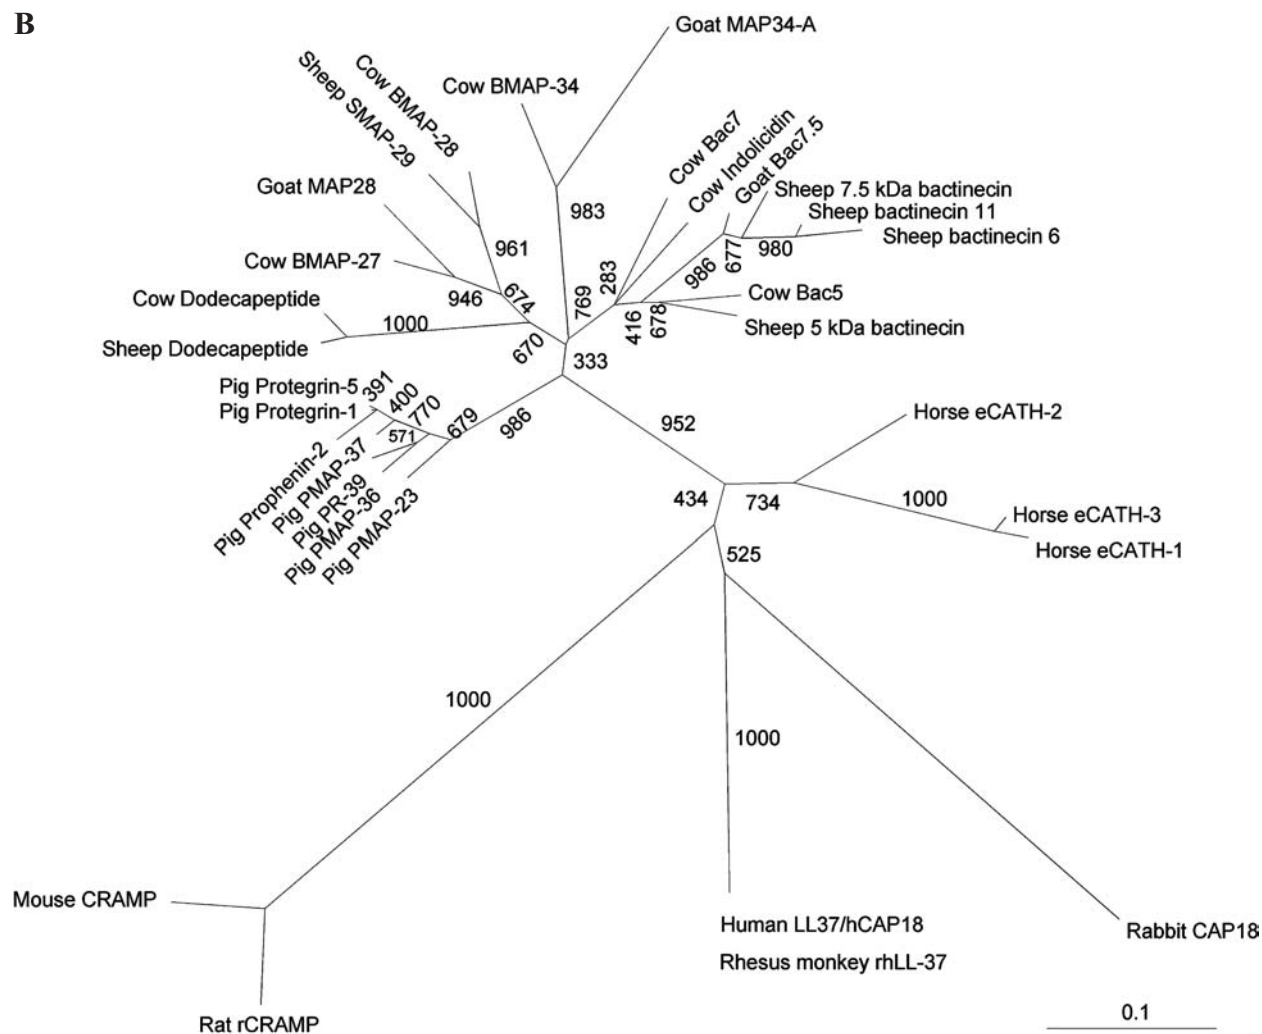 B
Goat MAP34-A
Cow BMAP-34
Cow BMAP-28
Sheep SMAP-29
Goat MAP28
Cow BMAP-27
Cow Dodecapeptide
Sheep Dodecapeptide
Cow Bac7
Cow Indolicidin
Goat Bac7.5
Sheep 7.5 kDa bactinecin
Sheep bactinecin 11
Sheep bactinecin 6
Cow Bac5
Sheep 5 kDa bactinecin
983
961
946
674
1000
670
769
283
416
678
986
677
980
333
Pig Protegrin-5
Pig Protegrin-1
Pig Prophenin-2
Pig PMAP-37
Pig PR-39
Pig PMAP-36
Pig PMAP-23
391
400
770
571
679
986
952
434
734
525
Horse eCATH-2
1000
Horse eCATH-3
Horse eCATH-1
1000
1000
Mouse CRAMP
Rat rCRAMP
Human LL37/hCAP18
Rhesus monkey rhLL-37
Rabbit CAP18
0.1